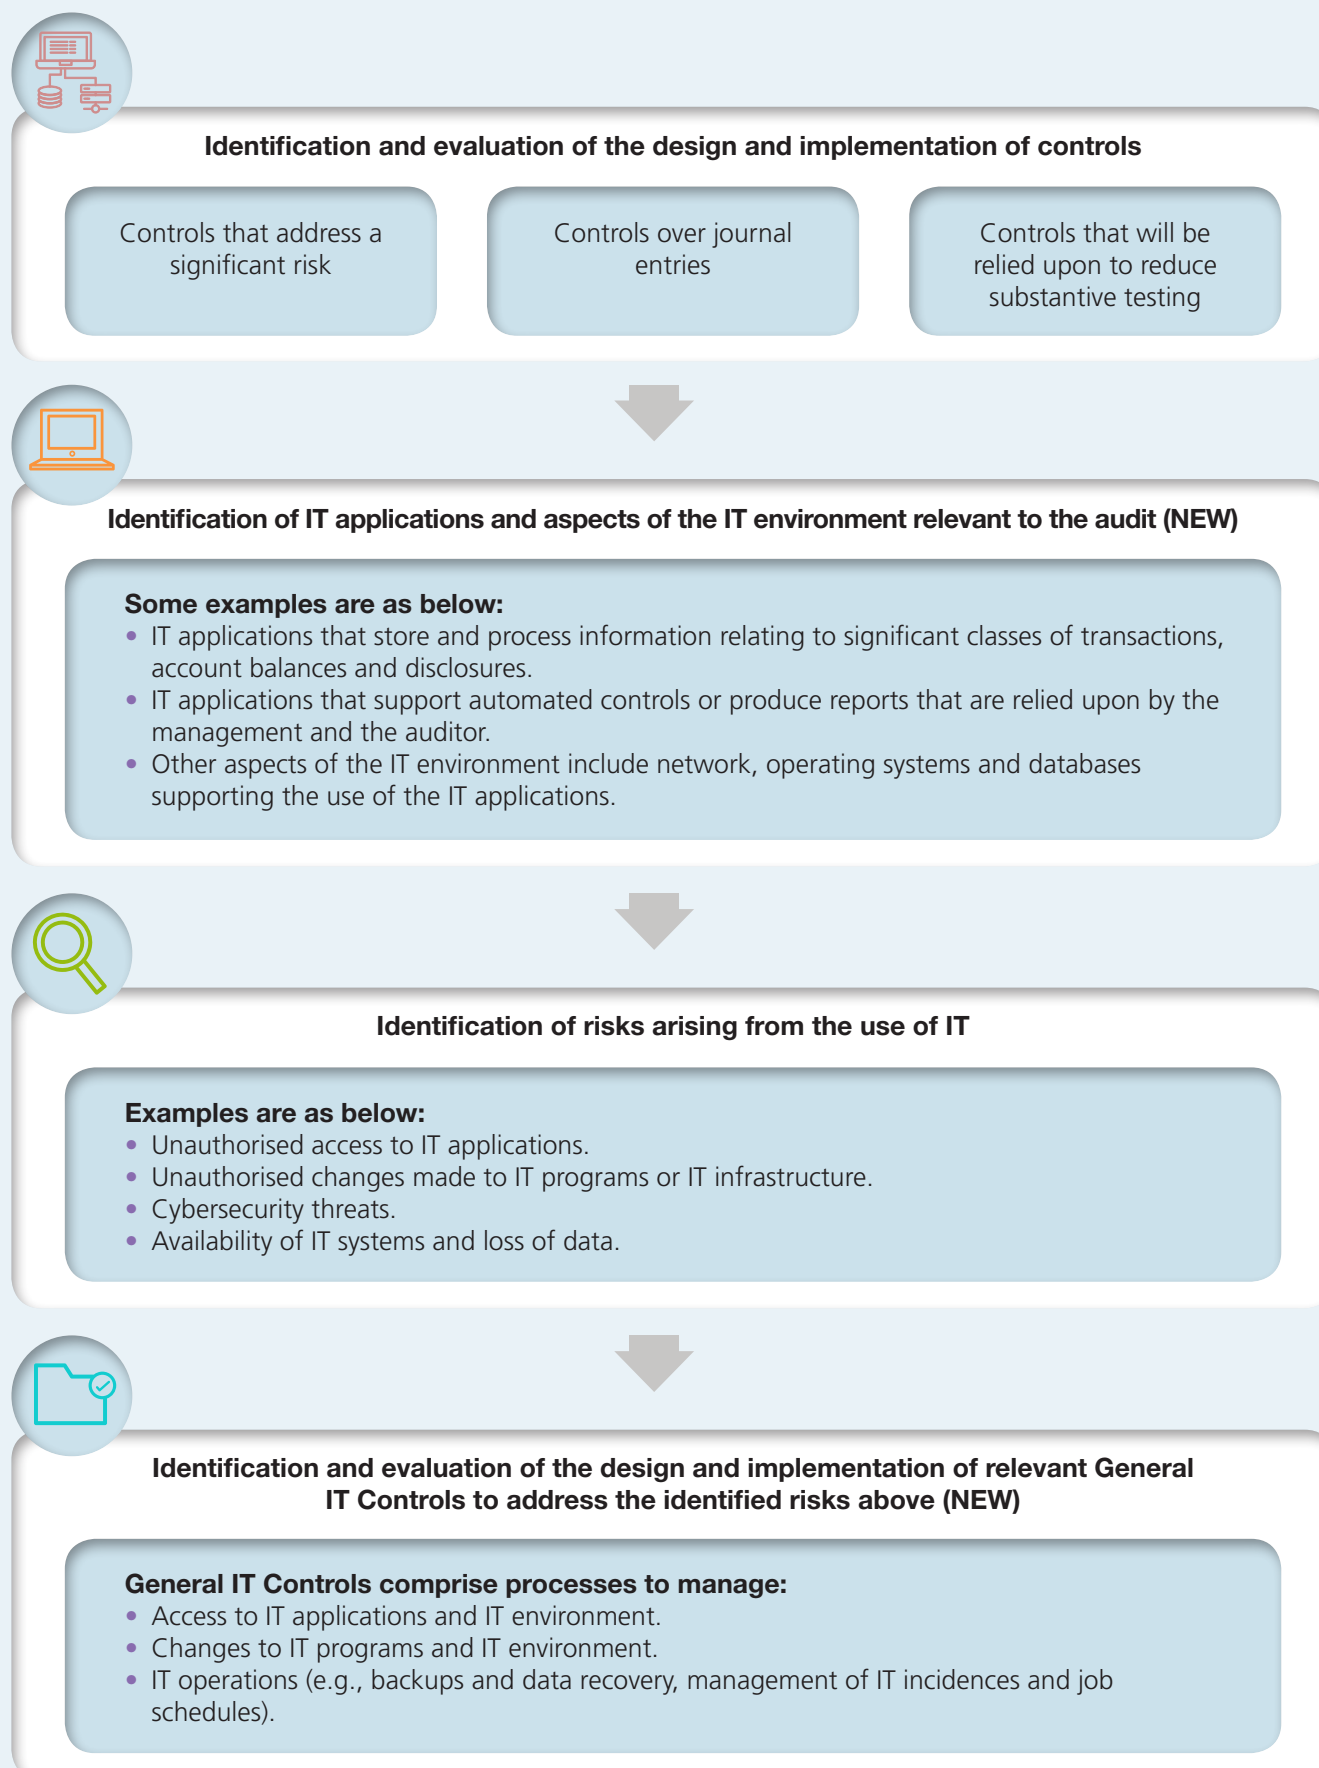 Identification and evaluation of the design and implementation of controls
Controls that address a
significant risk
Controls over journal
entries
Controls that will be
relied upon to reduce
substantive testing
Identification of IT applications and aspects of the IT environment relevant to the audit (NEW)
Some examples are as below:
• IT applications that store and process information relating to significant classes of transactions,
account balances and disclosures.
• IT applications that support automated controls or produce reports that are relied upon by the
management and the auditor.
• Other aspects of the IT environment include network, operating systems and databases
supporting the use of the IT applications.
Identification of risks arising from the use of IT
Examples are as below:
• Unauthorised access to IT applications.
• Unauthorised changes made to IT programs or IT infrastructure.
• Cybersecurity threats.
• Availability of IT systems and loss of data.
Identification and evaluation of the design and implementation of relevant General
IT Controls to address the identified risks above (NEW)
General IT Controls comprise processes to manage:
• Access to IT applications and IT environment.
• Changes to IT programs and IT environment.
• IT operations (e.g., backups and data recovery, management of IT incidences and job
schedules).